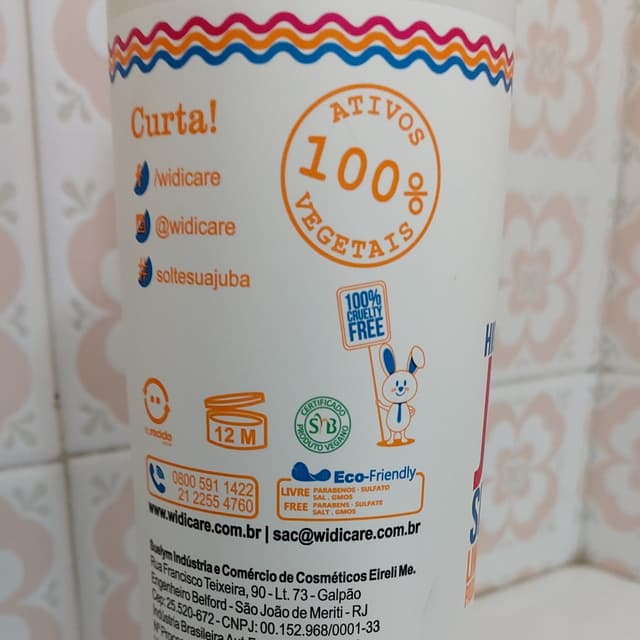 Curta!
/widicare
@widicare
soltesuajuba
ATIVOS
100%
VEGETAIS
100%
CRUELTY
FREE
12 M
CERTIFICADO
SVB
PRODUTO VEGANO
0800 591 1422
21 2255 4760
Eco-Friendly
LIVRE PARABENOS - SULFATO
SAL . GMOS
FREE PARABENS - SULFATE
SALT . GMOS
www.widicare.com.br | sac@widicare.com.br
Suelym Indústria e Comércio de Cosméticos Eireli Me.
Rua Francisco Teixeira, 90 - Lt. 73 - Galpão
Engenheiro Belford - São João de Meriti - RJ
Cep: 25.520-672 - CNPJ: 00.152.968/0001-33
Indústria Brasileira